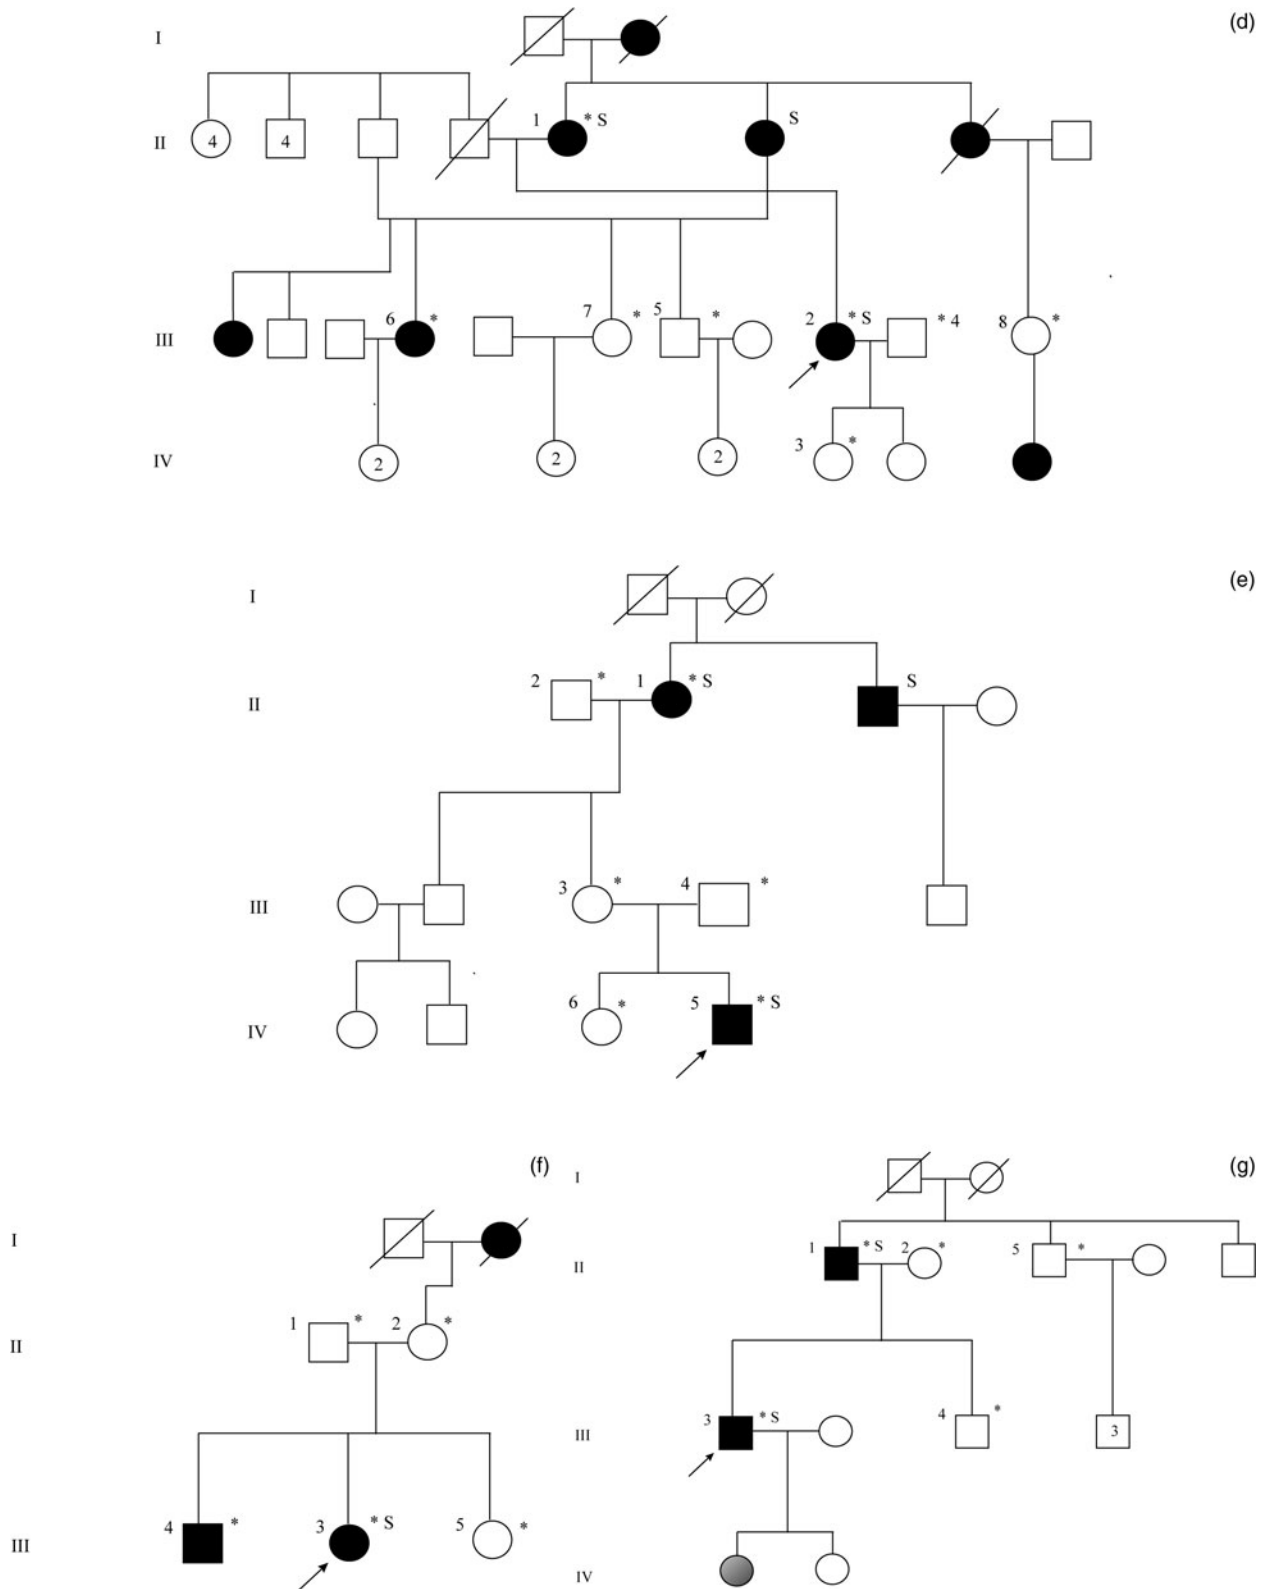 (d)
I
1 * S S
II 4 4
7 * 5 * 2 * S * 4 8 *
6 *
III
IV 2 2 2 3 *
(e)
I
2 * 1 * S S
II
3 * 4 *
III
6 * 5 * S
IV
(f) (g)
I
I
1 * S 2 * 5 *
II
1 * 2 *
II
3 * S 4 *
III 3
4 * 3 * S 5 *
III
IV